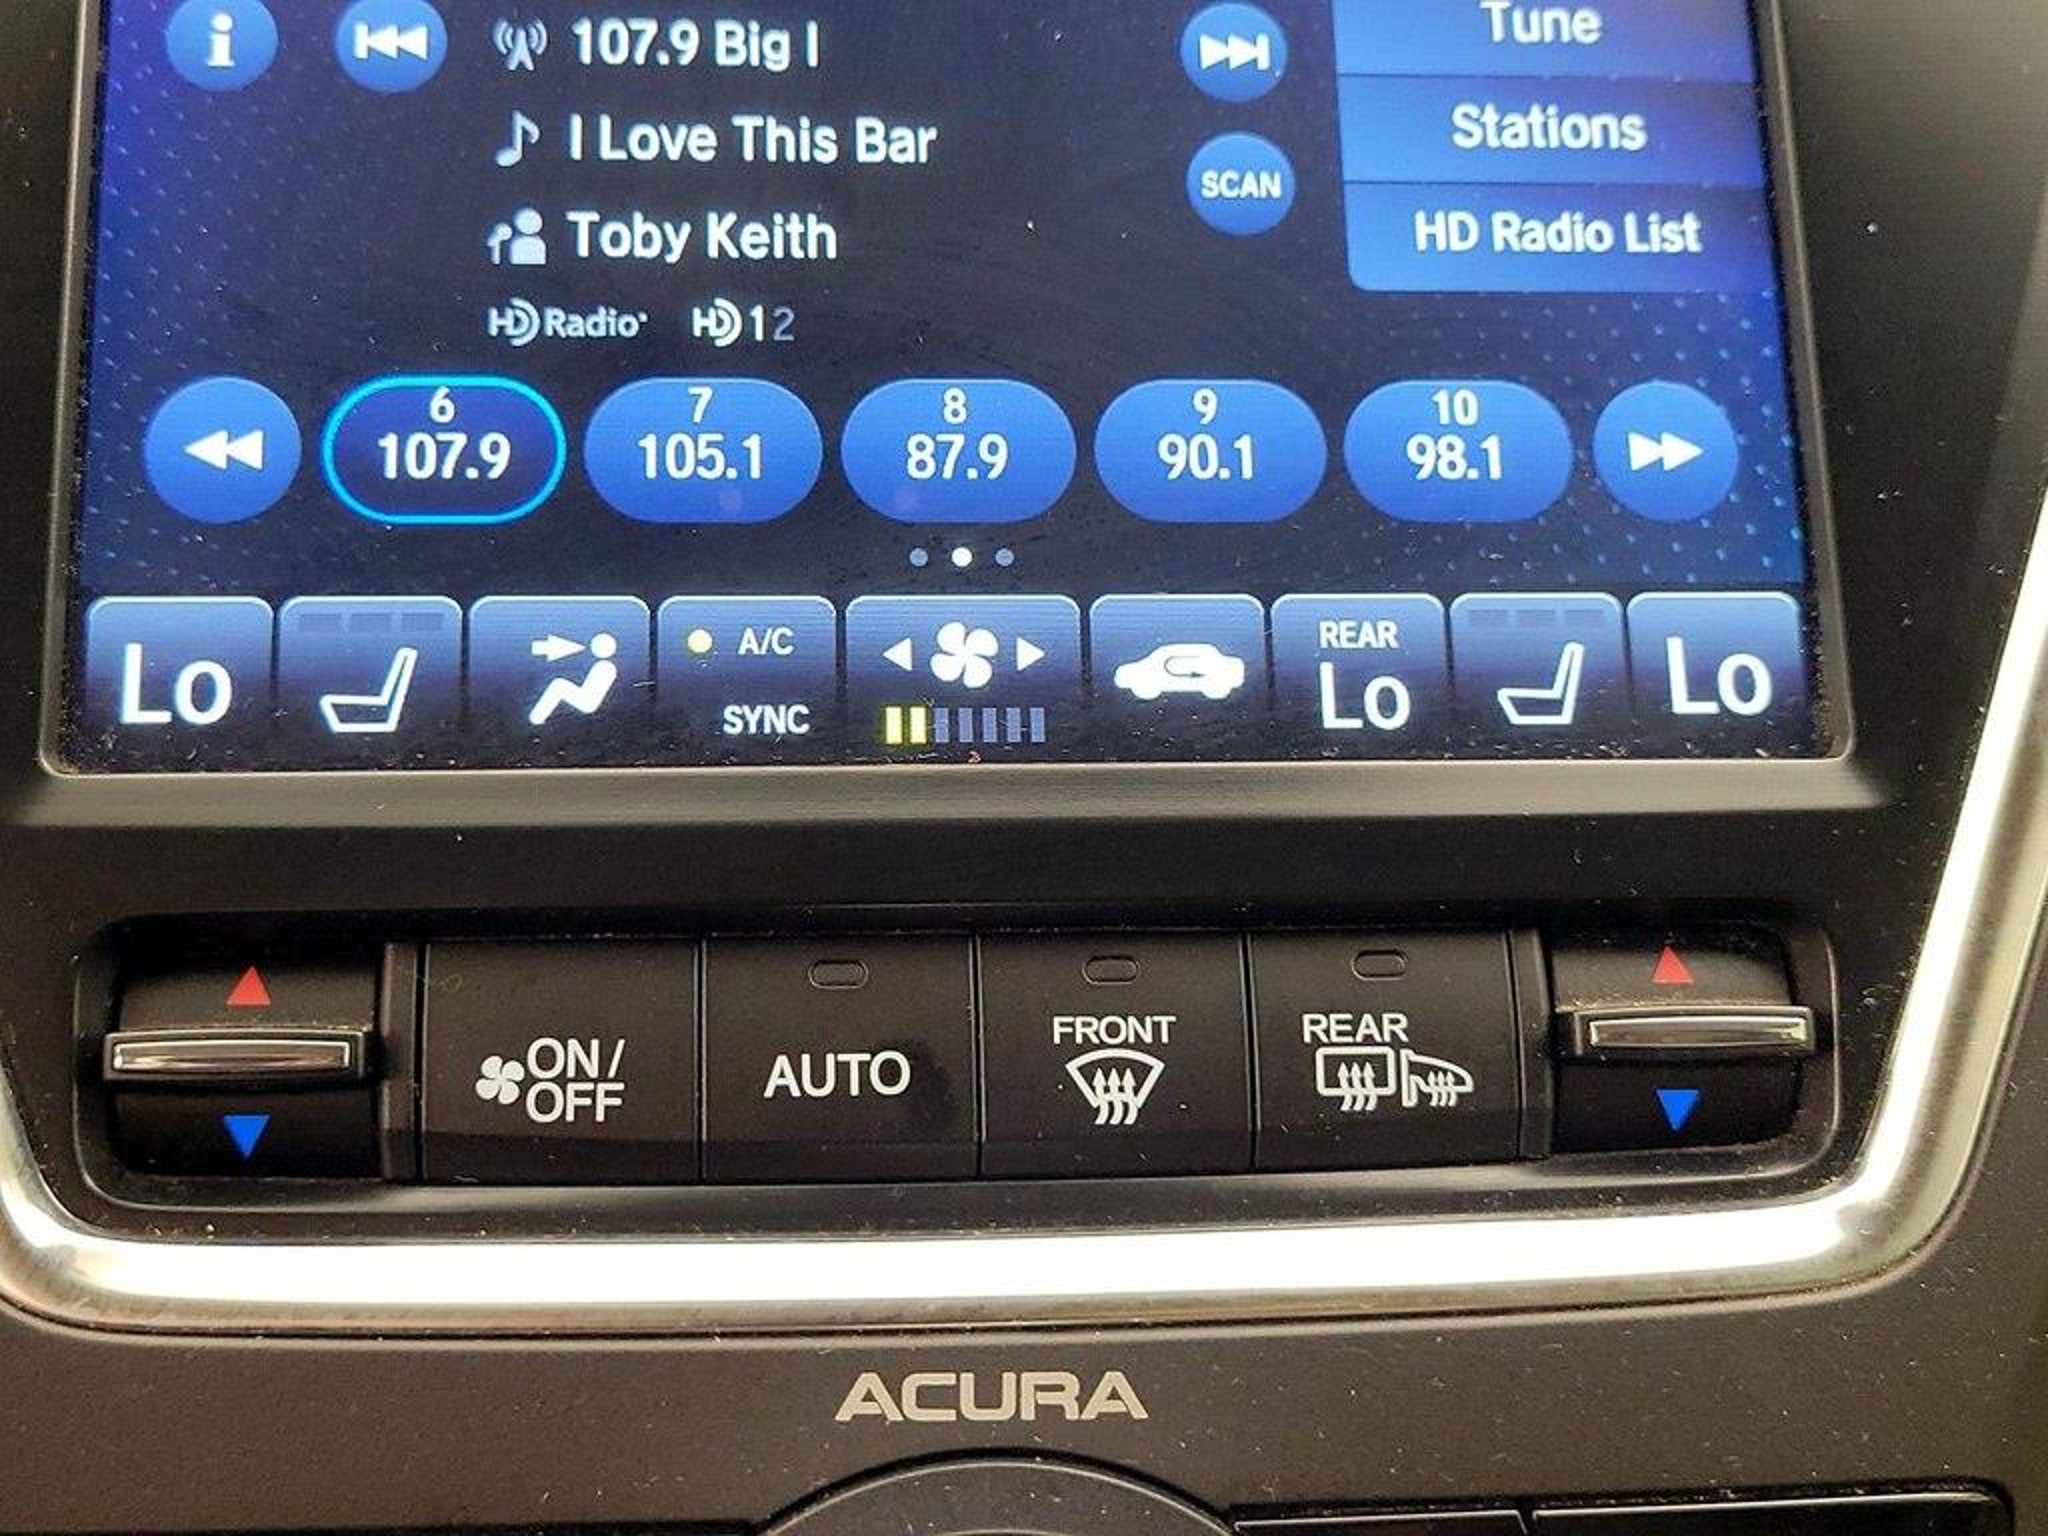 i
107.9 Big I
Tune
I Love This Bar
Stations
SCAN
Toby Keith
HD Radio List
HD Radio HD 1 2
6 7 8 9 10
107.9 105.1 87.9 90.1 98.1
Lo
A/C
SYNC
REAR
Lo
Lo
ON/
OFF
AUTO
FRONT
REAR
ACURA